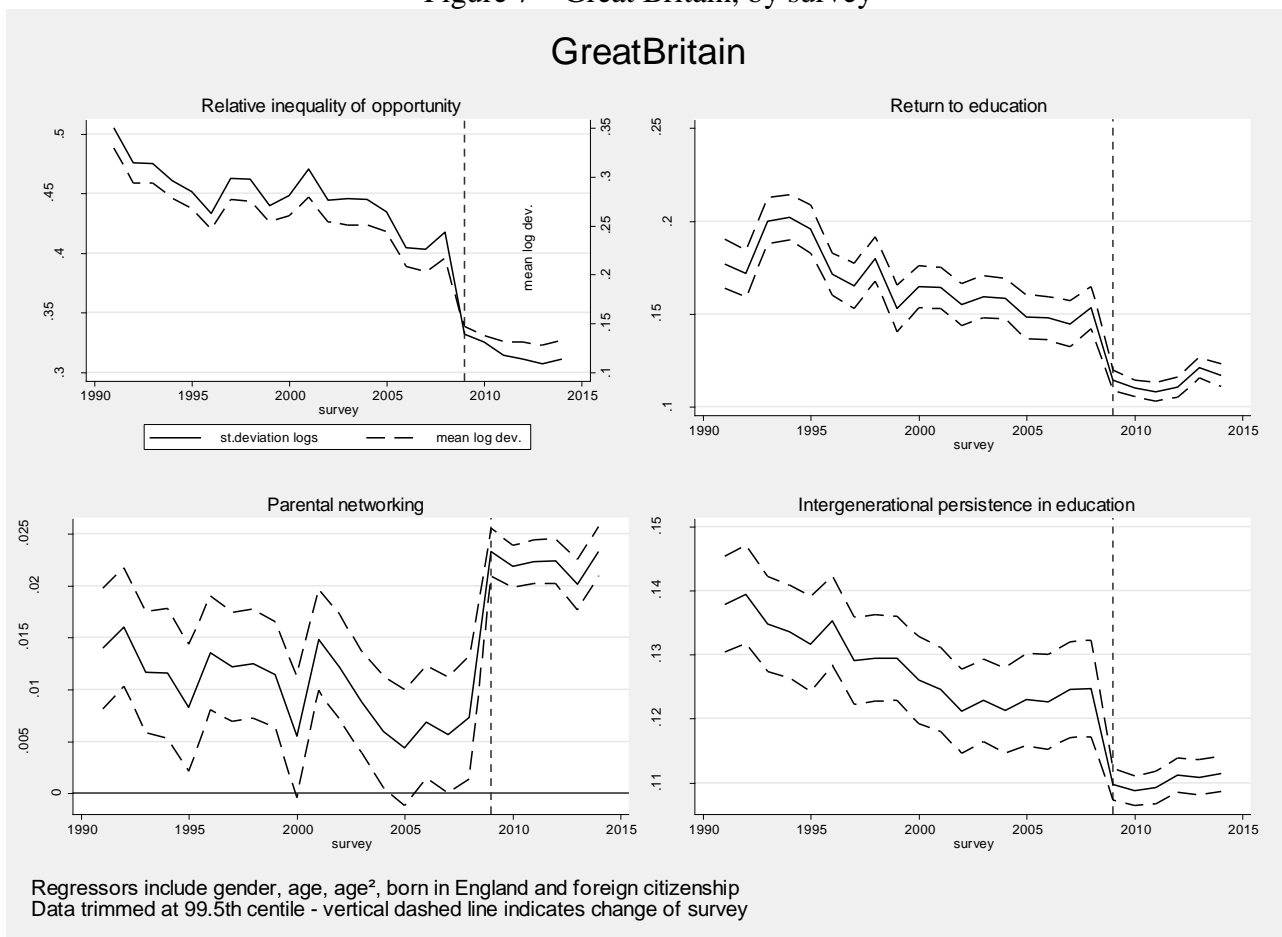 Figure 7 – Great Britain, by survey
GreatBritain
Relative inequality of opportunity
.5
.45
.4
.35
.3
.35
.3
.25
.2
.15
.1
mean log dev.
1990 1995 2000 2005 2010 2015
survey
st.deviation logs mean log dev.
Return to education
.25
.2
.15
.1
1990 1995 2000 2005 2010 2015
survey
Parental networking
.025
.02
.015
.01
.005
0
1990 1995 2000 2005 2010 2015
survey
Intergenerational persistence in education
.15
.14
.13
.12
.11
1990 1995 2000 2005 2010 2015
survey
Regressors include gender, age, age², born in England and foreign citizenship
Data trimmed at 99.5th centile - vertical dashed line indicates change of survey